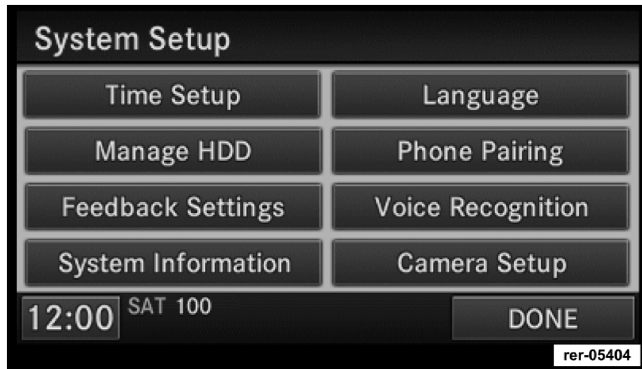 System Setup
Time Setup Language
Manage HDD Phone Pairing
Feedback Settings Voice Recognition
System Information Camera Setup
12:00 SAT 100 DONE
rer-05404